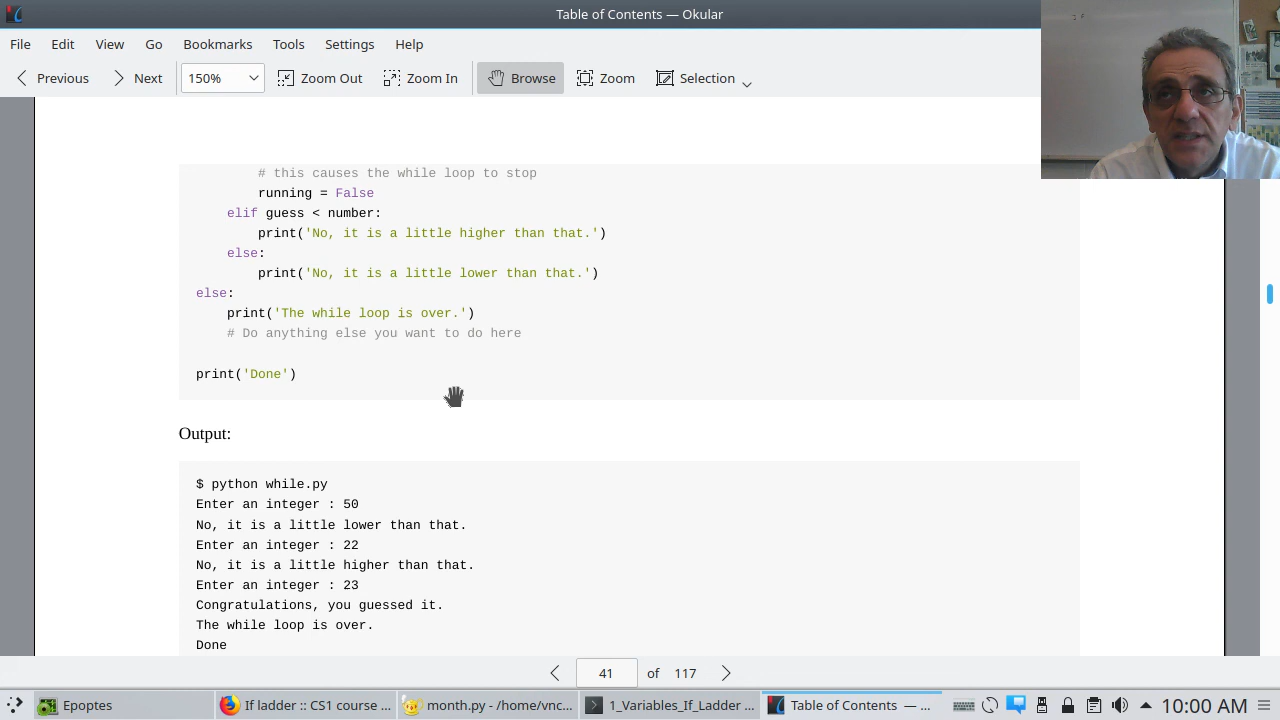 Table of Contents — Okular
File Edit View Go Bookmarks Tools Settings Help
Previous Next 150% Zoom Out Zoom In Browse Zoom Selection
# this causes the while loop to stop
running = False
elif guess < number:
print('No, it is a little higher than that.')
else:
print('No, it is a little lower than that.')
else:
print('The while loop is over.')
# Do anything else you want to do here
print('Done')
Output:
$ python while.py
Enter an integer : 50
No, it is a little lower than that.
Enter an integer : 22
No, it is a little higher than that.
Enter an integer : 23
Congratulations, you guessed it.
The while loop is over.
Done
41 of 117
Epoptes If ladder :: CS1 course ... month.py - /home/vnc... 1_Variables_If_Ladder ... Table of Contents — ... 10:00 AM